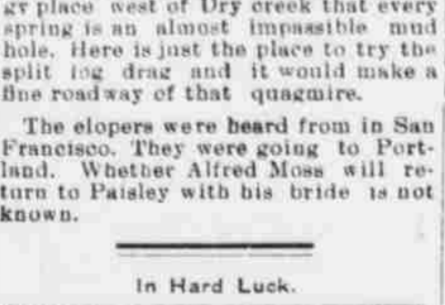 gy place west of Dry creek that every
spring is an almost impassible mud
hole. Here is just the place to try the
split log drag and it would make a
fine roadway of that quagmire.
The elopers were heard from in San
Francisco. They were going to Port-
land. Whether Alfred Moss will re-
turn to Paisley with his bride is not
known.
In Hard Luck.